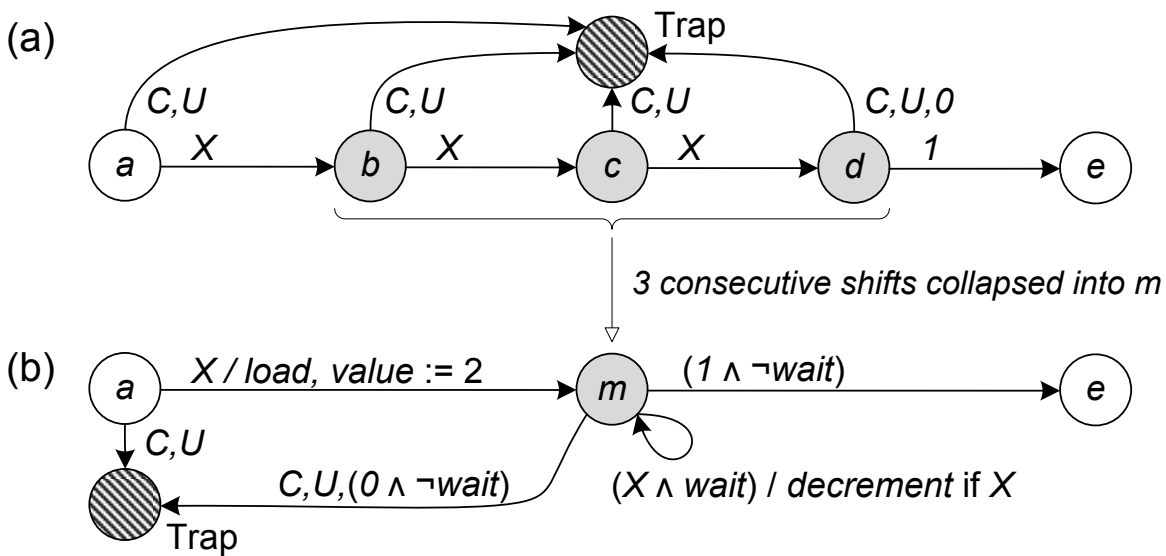 (a)
Trap
C,U
C,U
C,U
C,U,0
a
X
b
X
c
X
d
1
e
3 consecutive shifts collapsed into m
(b)
a
X / load, value := 2
m
(1 ∧ ¬wait)
e
C,U
C,U,(0 ∧ ¬wait)
(X ∧ wait) / decrement if X
Trap